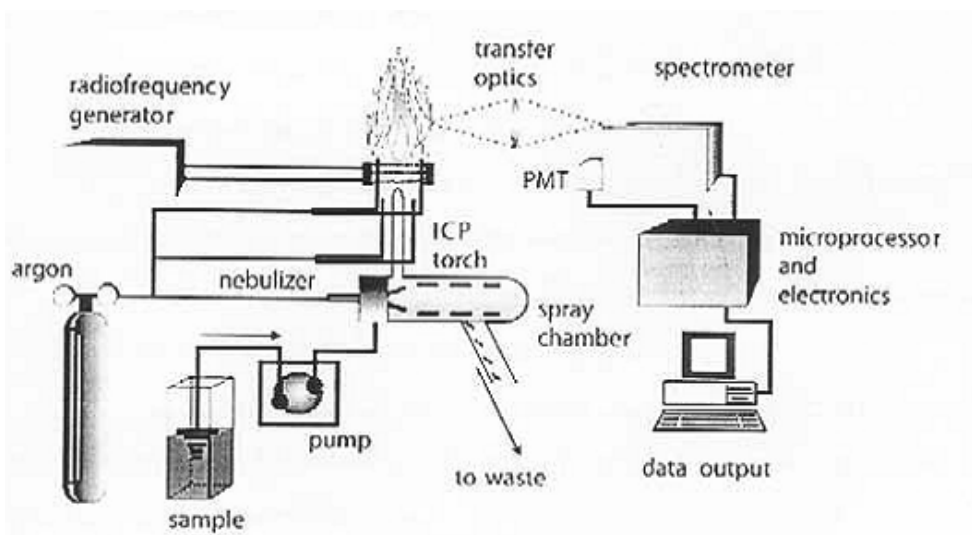 transfer
optics
spectrometer
radiofrequency
generator
PMT
ICP
torch
microprocessor
and
electronics
argon
nebulizer
spray
chamber
pump
to waste
data output
sample